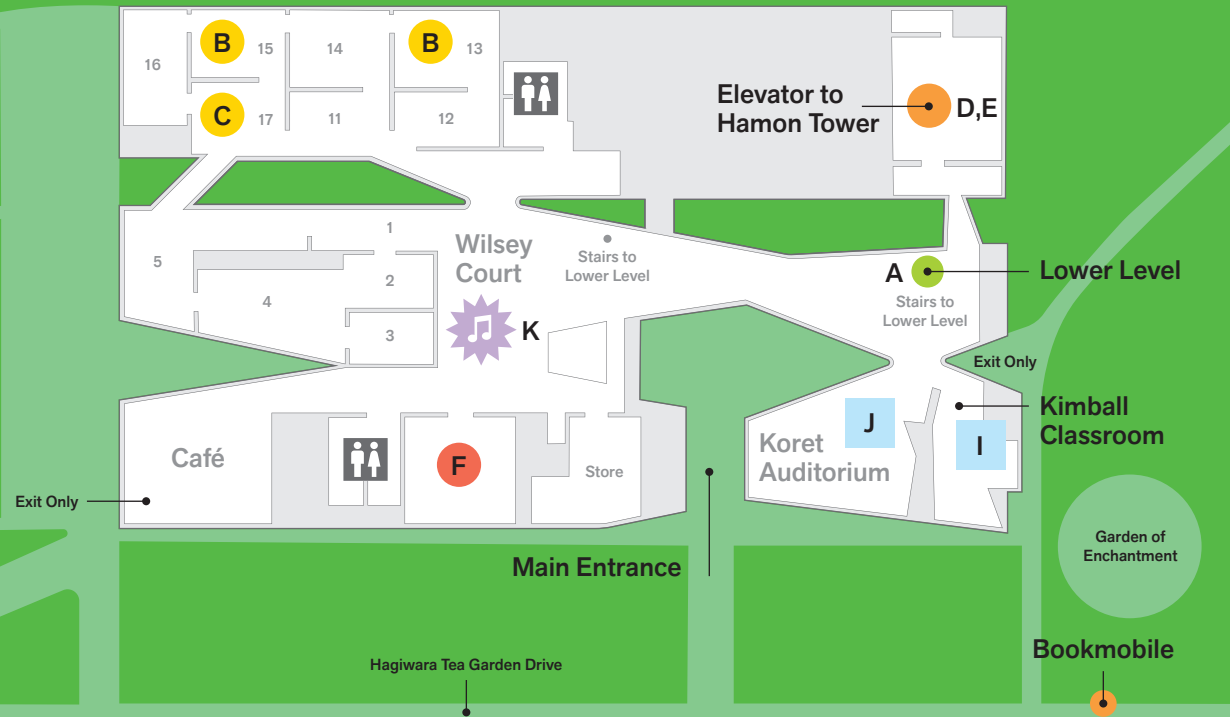 B
15
14
B
13
16
C
17
11
12
Elevator to
Hamon Tower
D,E
1
Wilsey
Court
Stairs to
Lower Level
5
2
4
3
K
A
Lower Level
Stairs to
Lower Level
Exit Only
Kimball
Classroom
J
I
Koret
Auditorium
Café
F
Store
Exit Only
Main Entrance
Garden of
Enchantment
Hagiwara Tea Garden Drive
Bookmobile